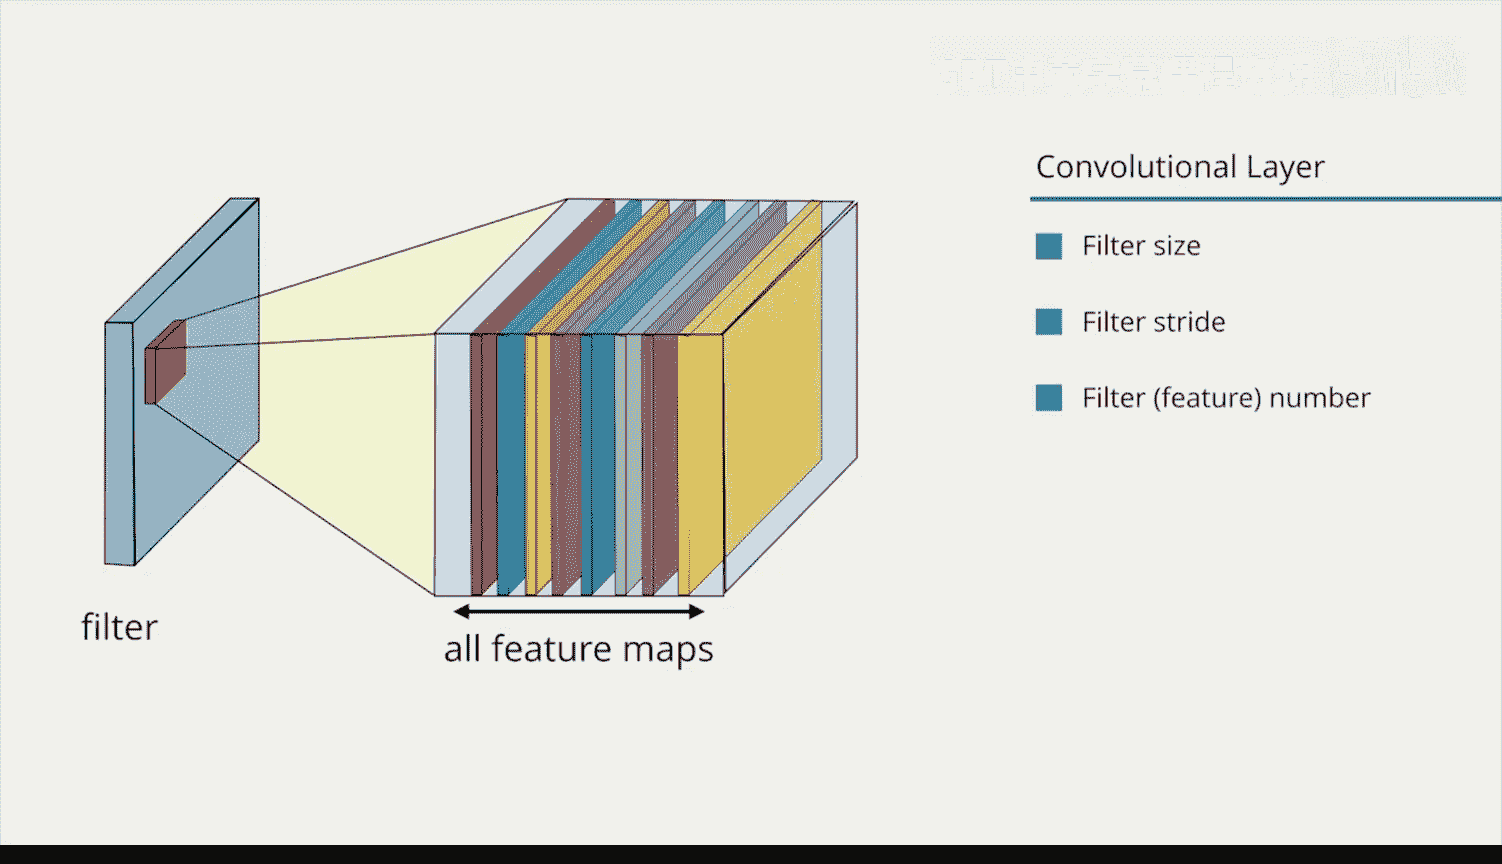 Convolutional Layer
Filter size
Filter stride
Filter (feature) number
filter
all feature maps